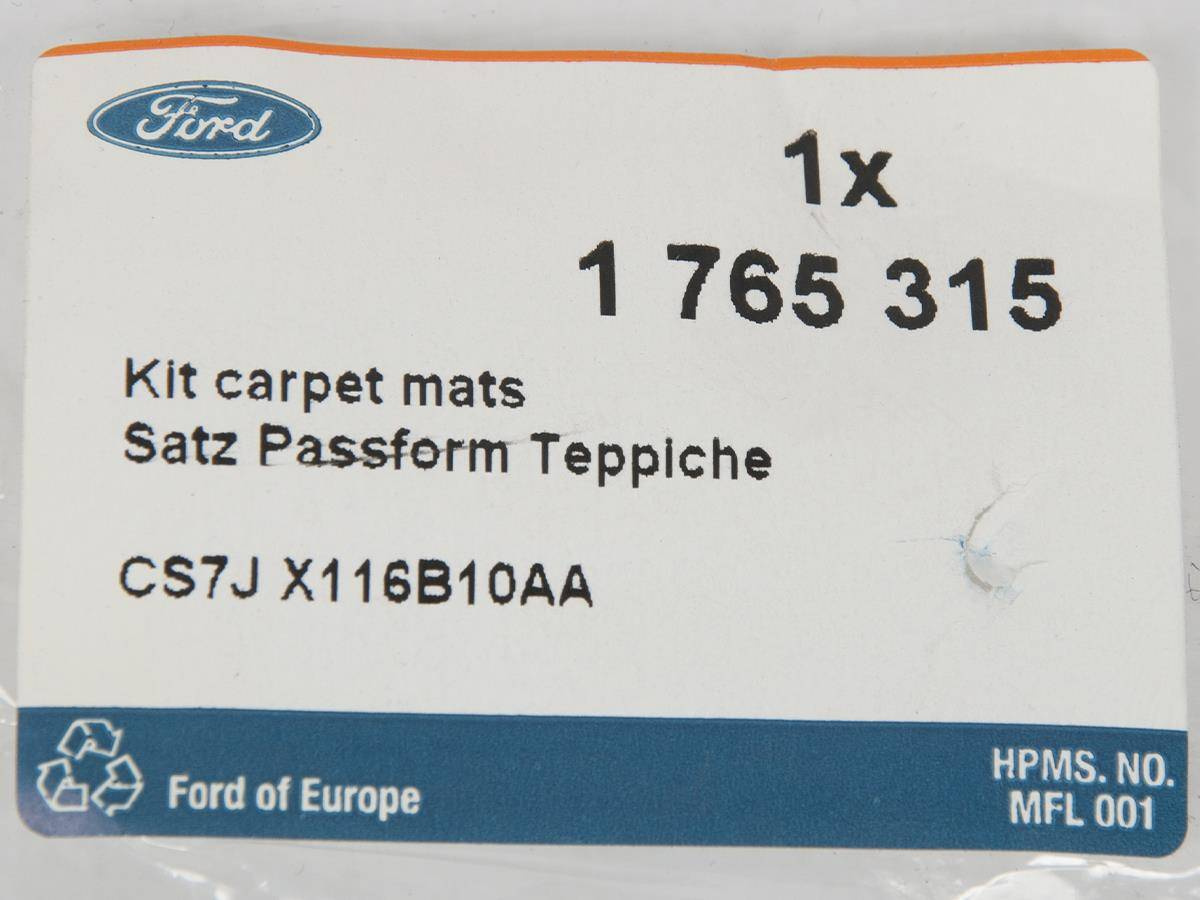 Ford
1x
1 765 315
Kit carpet mats
Satz Passform Teppiche
CS7J X116B10AA
Ford of Europe
HPMS. NO.
MFL 001